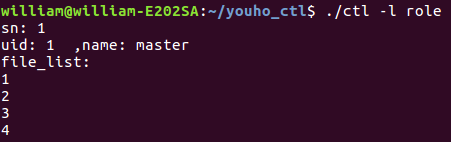 william@william-E202SA:~/youho_ctl$ ./ctl -l role
sn: 1
uid: 1  ,name: master
file_list:
1
2
3
4